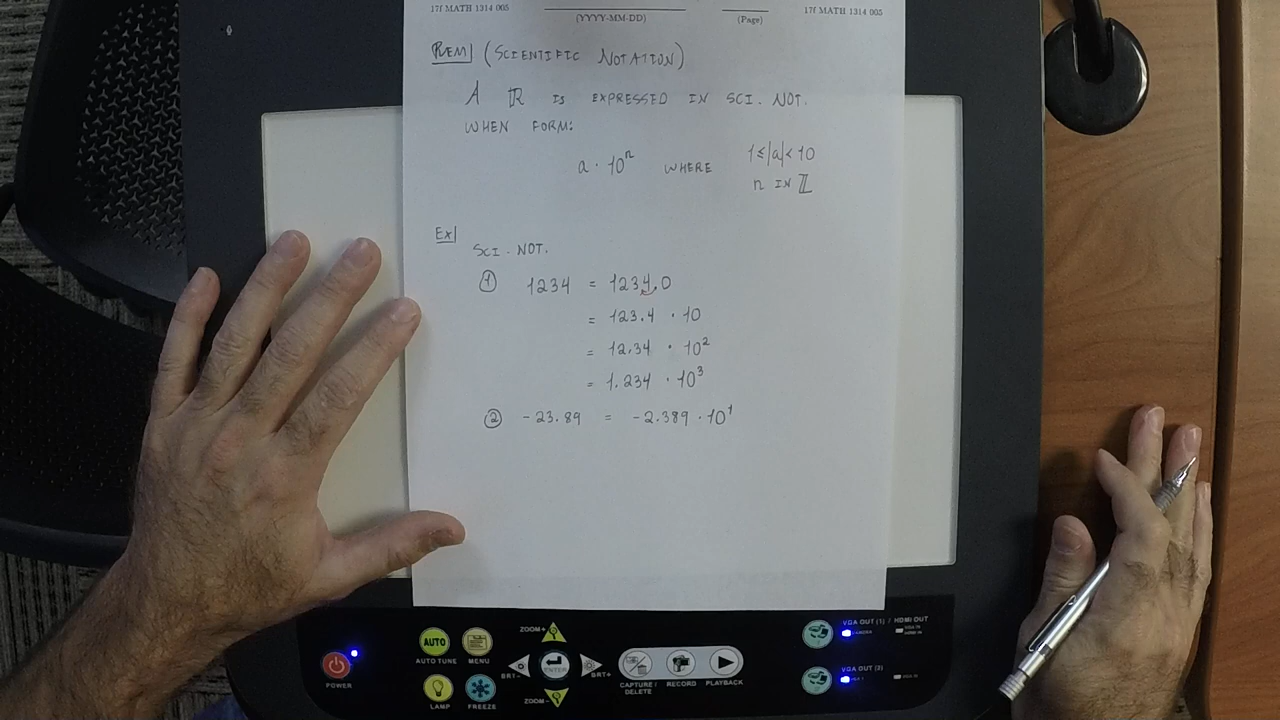 17f MATH 1314 005
(YYYY-MM-DD)
(Page)
17f MATH 1314 005
REM (SCIENTIFIC NOTATION)
A ℝ IS EXPRESSED IN SCI. NOT.
WHEN FORM:
a · 10ⁿ WHERE 1≤|a|<10
n IN ℤ
EX
SCI. NOT.
① 1234 = 1234.0
= 123.4 · 10
= 12.34 · 10²
= 1.234 · 10³
② -23.89 = -2.389 · 10¹
POWER
AUTO
AUTO TUNE
MENU
LAMP
FREEZE
ZOOM+
BRT-
ENTER
BRT+
ZOOM-
CAPTURE / DELETE
RECORD
PLAYBACK
VGA OUT (1) / HDMI OUT
VGA OUT (2)